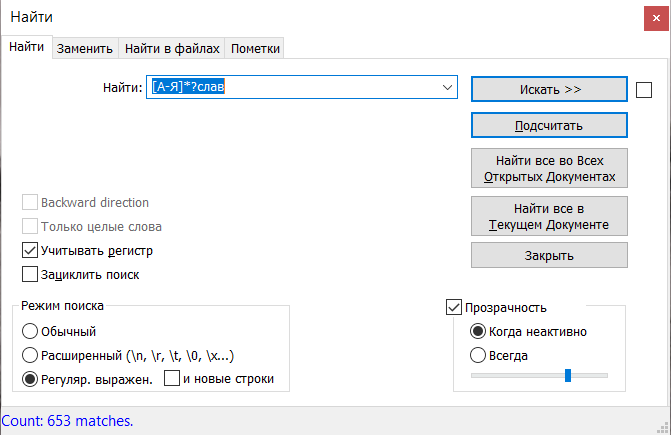 Найти
Найти Заменить Найти в файлах Пометки
Найти: [А-Я]*?слав
Искать >>
Подсчитать
Найти все во Всех
Открытых Документах
Найти все в
Текущем Документе
Закрыть
Backward direction
Только целые слова
Учитывать регистр
Зациклить поиск
Режим поиска
Обычный
Расширенный (\n, \r, \t, \0, \x...)
Регуляр. выражен. и новые строки
Прозрачность
Когда неактивно
Всегда
Count: 653 matches.